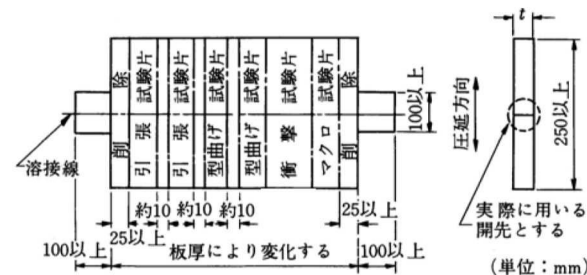 削除
引張試験片
引張試験片
型曲げ試験片
型曲げ試験片
衝撃試験片
マクロ試験片
削除
溶接線
100以上
圧延方向
t
250以上
約10 約10 約10
25以上
25以上
100以上
板厚により変化する
100以上
実際に用いる
開先とする
(単位:mm)